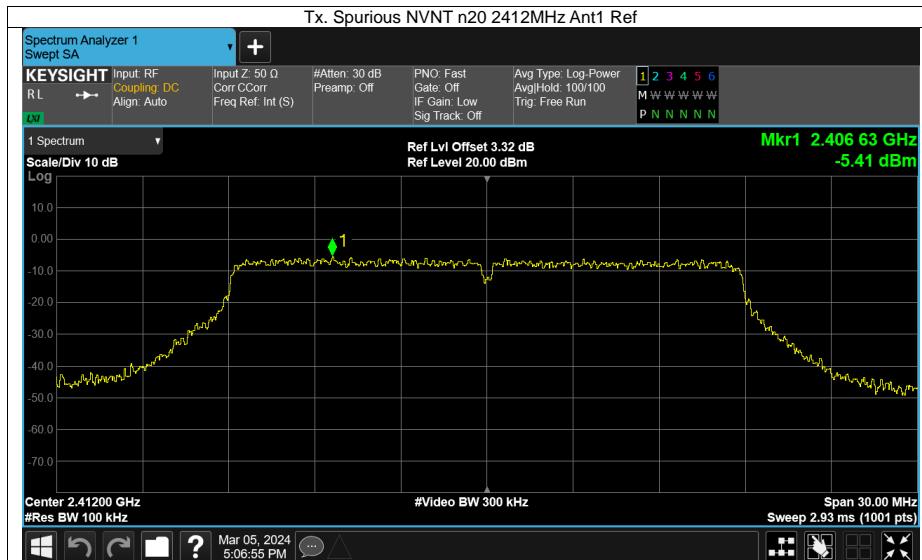 Tx. Spurious NVNT n20 2412MHz Ant1 Ref
Spectrum Analyzer 1
Swept SA
KEYSIGHT
R L
LXI
Input: RF
Coupling: DC
Align: Auto
Input Z: 50 Ω
Corr CCorr
Freq Ref: Int (S)
#Atten: 30 dB
Preamp: Off
PNO: Fast
Gate: Off
IF Gain: Low
Sig Track: Off
Avg Type: Log-Power
Avg|Hold: 100/100
Trig: Free Run
1 2 3 4 5 6
M W W W W W
P N N N N N
1 Spectrum
Scale/Div 10 dB
Ref Lvl Offset 3.32 dB
Ref Level 20.00 dBm
Mkr1 2.406 63 GHz
-5.41 dBm
Log
10.0
0.00
-10.0
-20.0
-30.0
-40.0
-50.0
-60.0
-70.0
1
Center 2.41200 GHz
#Res BW 100 kHz
#Video BW 300 kHz
Span 30.00 MHz
Sweep 2.93 ms (1001 pts)
?
Mar 05, 2024
5:06:55 PM